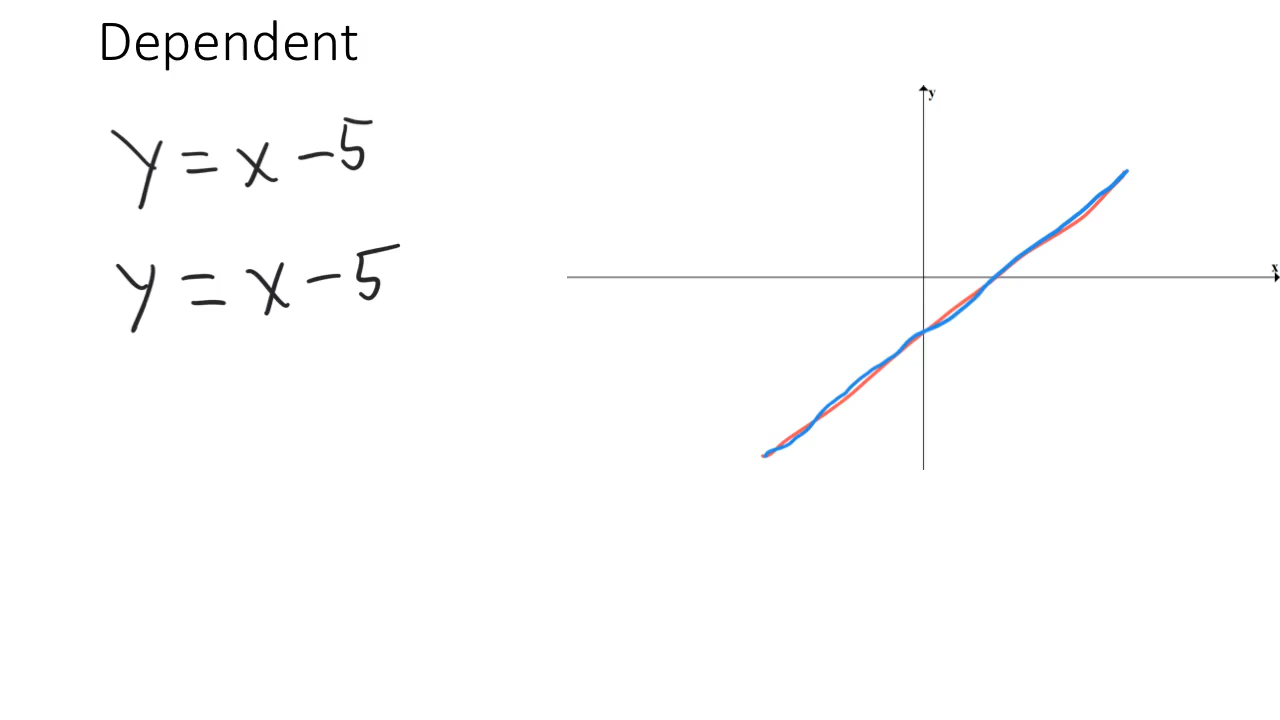 Dependent
y = x - 5
y = x - 5
y
x